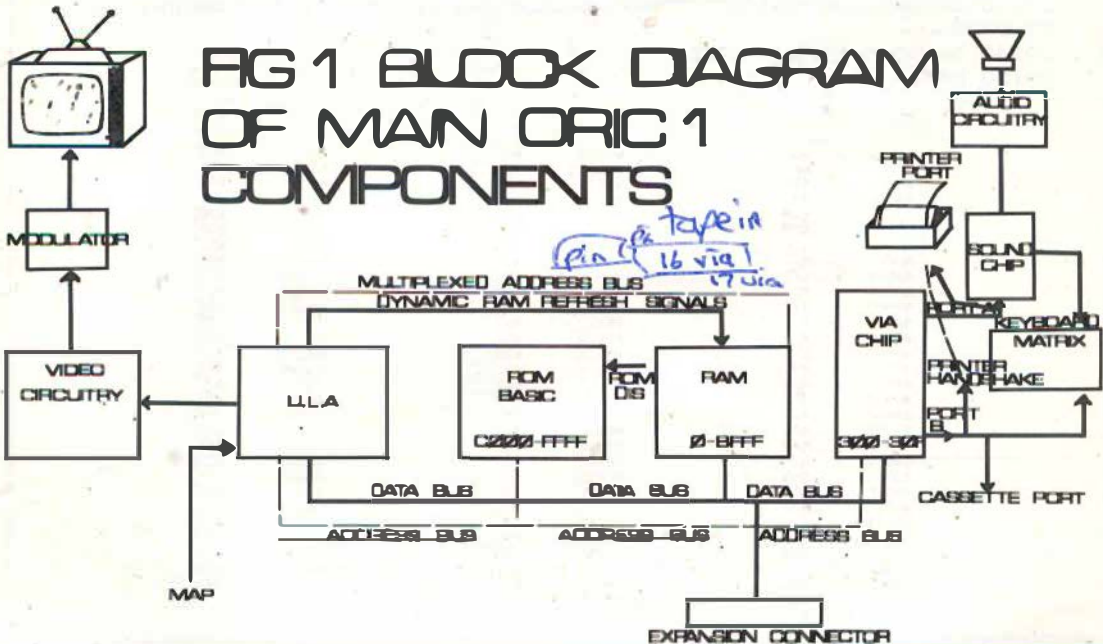 FIG 1 BLOCK DIAGRAM
OF MAIN ORIC 1
COMPONENTS
AUDIO
CIRCUITRY
PRINTER
PORT
MODULATOR
SOUND
CHIP
tape in
pin 16 via
17 via
MULTIPLEXED ADDRESS BUS
DYNAMIC RAM REFRESH SIGNALS
PORT A
KEYBOARD
MATRIX
VIDEO
CIRCUITRY
U.L.A
ROM
BASIC
C000-FFFF
ROM
DIS
RAM
0-BFFF
VIA
CHIP
300-30F
PRINTER
HANDSHAKE
PORT
B
DATA BUS
DATA BUS
DATA BUS
CASSETTE PORT
ADDRESS BUS
ADDRESS BUS
ADDRESS BUS
MAP
EXPANSION CONNECTOR